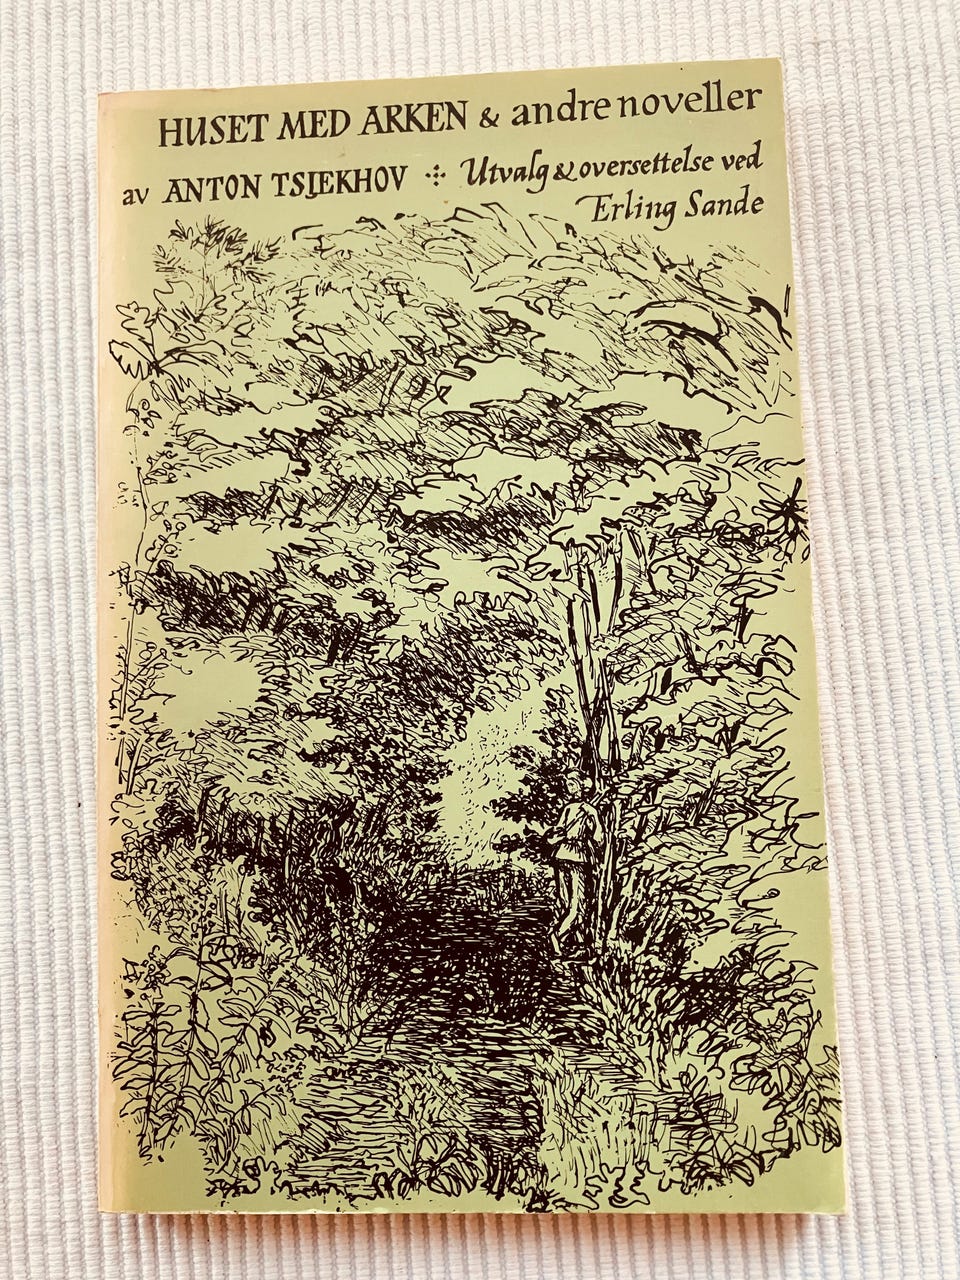 HUSET MED ARKEN & andre noveller
av ANTON TSJEKHOV ⁘ Utvalg & oversettelse ved
Erling Sande